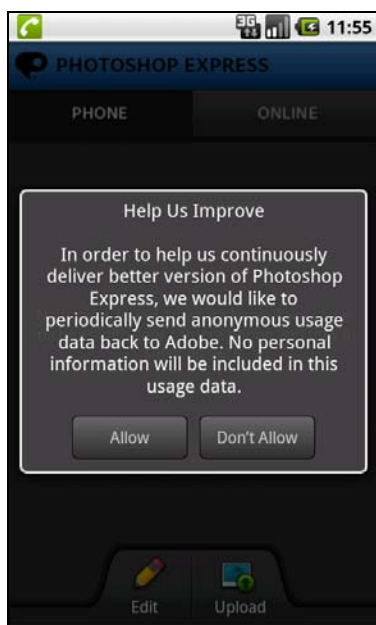 3G 11:55
PHOTOSHOP EXPRESS
PHONE ONLINE
Help Us Improve
In order to help us continuously
deliver better version of Photoshop
Express, we would like to
periodically send anonymous usage
data back to Adobe. No personal
information will be included in this
usage data.
Allow Don't Allow
Edit Upload